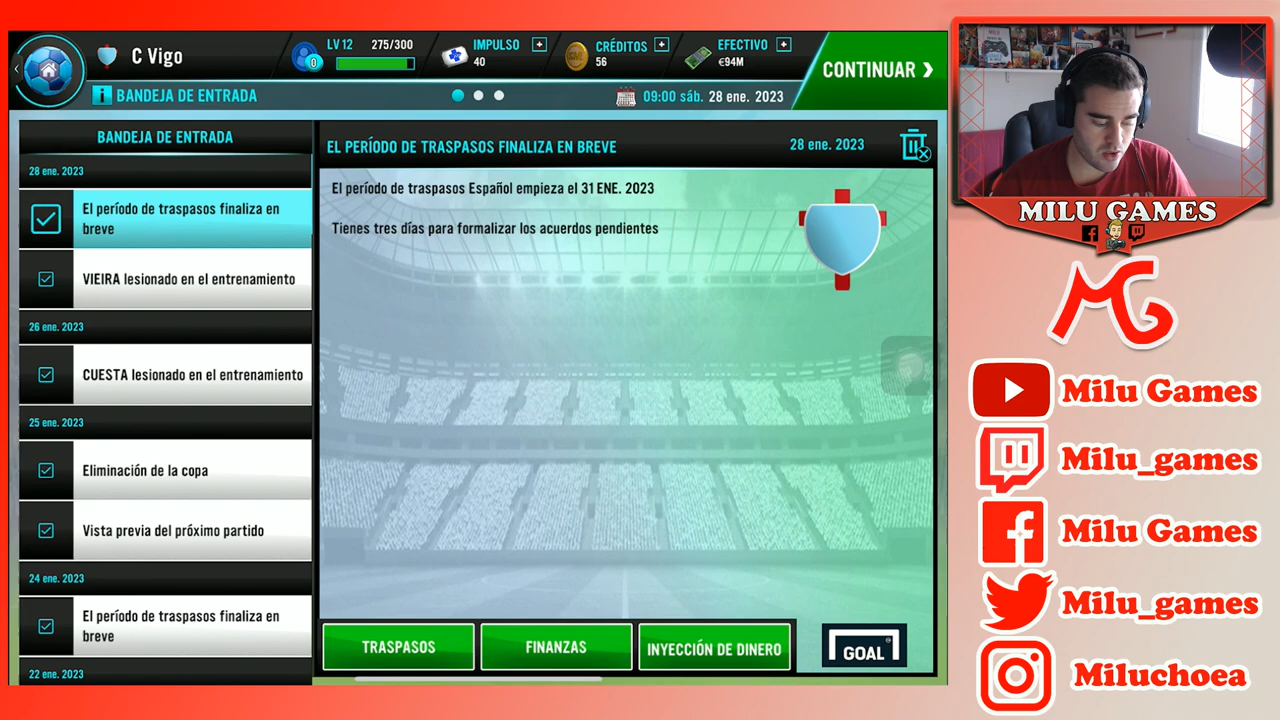 C Vigo
LV 12
275/300
0
IMPULSO
40
CRÉDITOS
56
EFECTIVO
€94M
CONTINUAR
BANDEJA DE ENTRADA
09:00 sáb. 28 ene. 2023
BANDEJA DE ENTRADA
28 ene. 2023
El período de traspasos finaliza en
breve
VIEIRA lesionado en el entrenamiento
26 ene. 2023
CUESTA lesionado en el entrenamiento
25 ene. 2023
Eliminación de la copa
Vista previa del próximo partido
24 ene. 2023
El período de traspasos finaliza en
breve
22 ene. 2023
EL PERÍODO DE TRASPASOS FINALIZA EN BREVE
28 ene. 2023
El período de traspasos Español empieza el 31 ENE. 2023
Tienes tres días para formalizar los acuerdos pendientes
TRASPASOS
FINANZAS
INYECCIÓN DE DINERO
GOAL
MILU GAMES
MG
Milu Games
Milu_games
Milu Games
Milu_games
Miluchoea